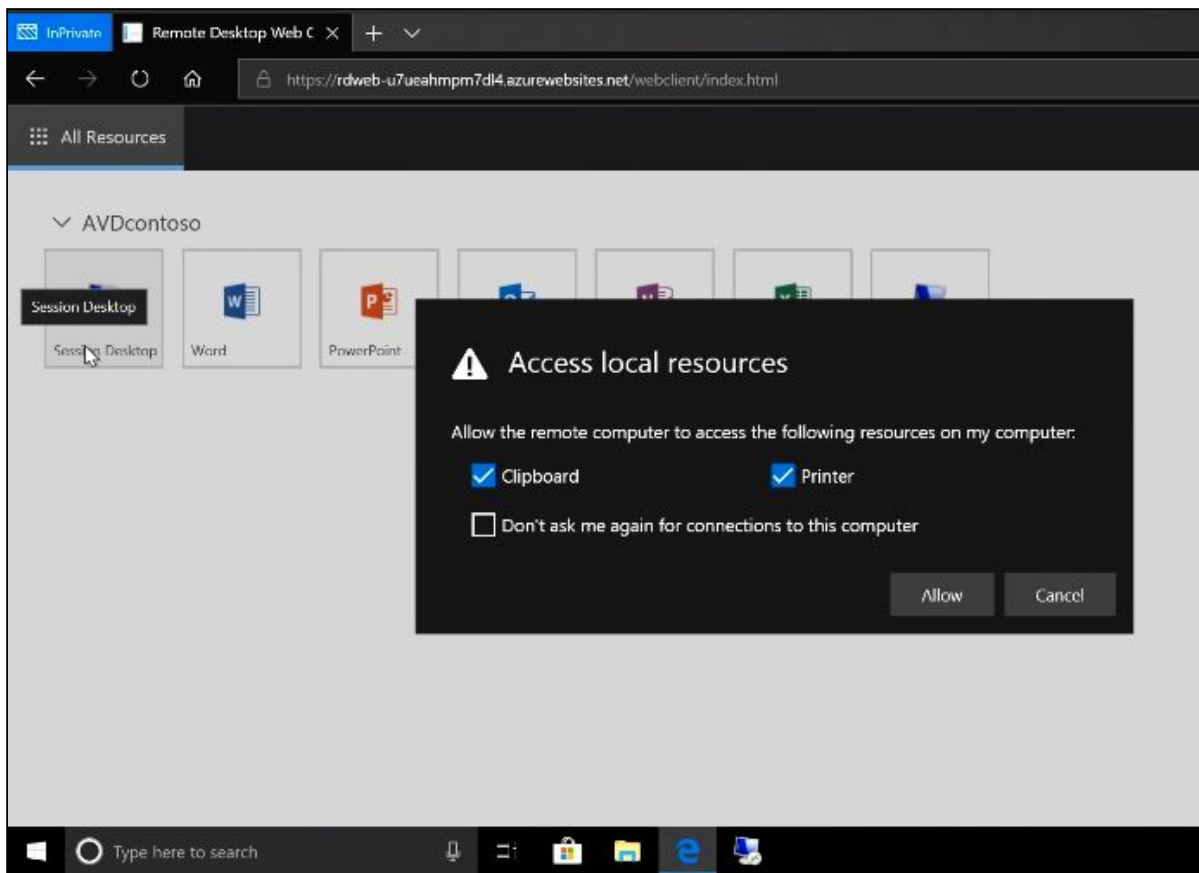 InPrivate
Remote Desktop Web C
https://rdweb-u7ueahmpm7dl4.azurewebsites.net/webclient/index.html
All Resources
AVDcontoso
Session Desktop
Session Desktop
Word
PowerPoint
Access local resources
Allow the remote computer to access the following resources on my computer:
Clipboard
Printer
Don't ask me again for connections to this computer
Allow
Cancel
Type here to search